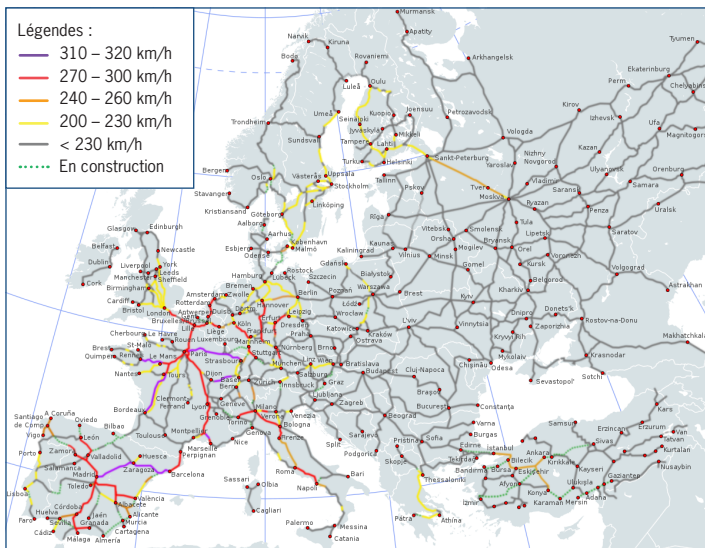 Légendes :
310 – 320 km/h
270 – 300 km/h
240 – 260 km/h
200 – 230 km/h
< 230 km/h
En construction
Murmansk
Apatity
Narvik
Kiruna
Bodø
Rovaniemi
Arkhangelsk
Tyumen
Luleå
Oulu
Ekaterinburg
Perm
Chelyabinsk
Umeå
Kuopio
Joensuu
Petrozavodsk
Kirov
Izhevsk
Seinäjoki
Jyväskylä
Trondheim
Mikkeli
Vologda
Ufa
Magnitogorsk
Sundsvall
Tampere
Lahti
Kazan
Turku
Helsinki
Sankt-Peterburg
Nizhny
Novgorod
Yaroslavl
Ulyanovsk
Orenburg
Bergen
Oslo
Västerås
Uppsala
Stockholm
Tallinn
Pskov
Tver
Vladimir
Saransk
Samara
Stavanger
Linköping
Moskva
Ryazan
Penza
Uralsk
Kristiansand
Göteborg
Rīga
Tula
Aalborg
Vitebsk
Smolensk
Lipetsk
Saratov
Glasgow
Edinburgh
Aarhus
København
Kaunas
Orsha
Bryansk
Orel
Voronezh
Belfast
Newcastle
Esbjerg
Odense
Malmö
Kaliningrad
Vilnius
Minsk
Mogilev
Kursk
Volgograd
Dublin
Liverpool
York
Leeds
Manchester
Sheffield
Rostock
Lübeck
Hamburg
Gdańsk
Szczecin
Białystok
Gomel
Belgorod
Cork
Birmingham
Amsterdam
Zwolle
Bremen
Poznań
Warszawa
Brest
Kharkiv
Astrakhan
Cardiff
Bristol
London
Rotterdam
Antwerpen
Duisb
Hannover
Berlin
Łódź
Kyiv
Donets'k
Bruxelles
Lille
Liège
Köln
Erfurt
Leipzig
Wrocław
Dnipro
Rostov-na-Donu
Cherbourg
Le Havre
Rouen
Luxembourg
Frankfurt
Dresden
Katowice
Kraków
L'viv
Vinnytsia
Zaporizhia
Makhachkala
Brest
St-Malo
Paris
Mannheim
Praha
Ostrava
Kryvyi Rih
Quimper
Rennes
Le Mans
Strasbourg
Stuttgart
Nürnberg
Brno
Mykolaiv
Krasnodar
Nantes
Tours
Dijon
München
Linz
Wien
Bratislava
Chișinău
Odesa
Basel
Bern
Zürich
Salzburg
Innsbruck
Graz
Budapest
Cluj-Napoca
Sevastopol'
Sotchi
Clermont
Ferrand
Genève
Ljubljana
Zagreb
Bordeaux
Lyon
Grenoble
Torino
Milano
Verona
Venezia
Bologna
Beograd
București
Constanța
A Coruña
Santiago
de Comp.
Oviedo
Bilbao
Toulouse
Montpellier
Nice
Genova
Firenze
Sarajevo
Varna
Samsun
Kars
Vigo
León
Marseille
Perpignan
Split
Pristina
Sofia
Burgas
Erzincan
Erzurum
Porto
Zamora
Valladolid
Huesca
Podgorica
Edirne
Istanbul
Sivas
Van
Tatvan
Salamanca
Zaragoza
Barcelona
Roma
Bari
Skopje
Bilecik
Kırıkkale
Kurtalan
Madrid
Sassari
Olbia
Napoli
Thessaloniki
Bandırma
Bursa
Eskişehir
Kayseri
Gaziantep
Nusaybin
Lisboa
Toledo
València
Afyon
Konya
Ulukışla
Albacete
Cagliari
İzmir
Karaman
Mersin
Adana
Huelva
Córdoba
Jaén
Alicante
Murcia
Palermo
Messina
Pátra
Athína
Faro
Sevilla
Granada
Cartagena
Catania
Cádiz
Málaga
Almería